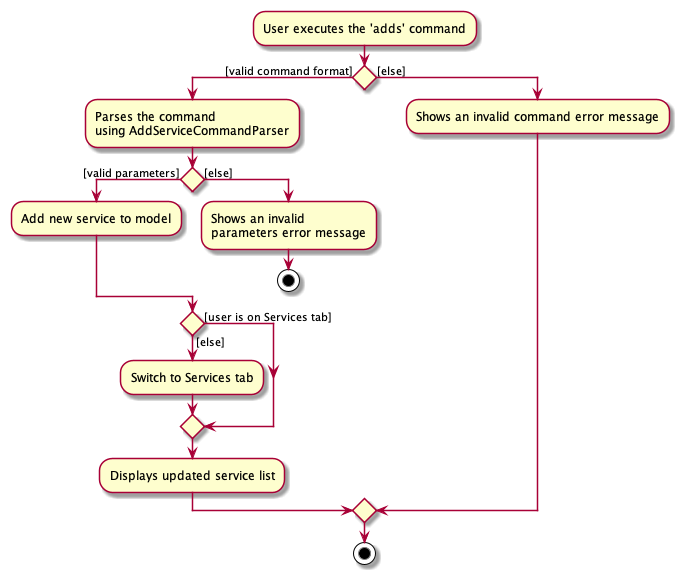 User executes the 'adds' command
[valid command format]
[else]
Parses the command
using AddServiceCommandParser
Shows an invalid command error message
[valid parameters]
[else]
Add new service to model
Shows an invalid
parameters error message
[user is on Services tab]
[else]
Switch to Services tab
Displays updated service list